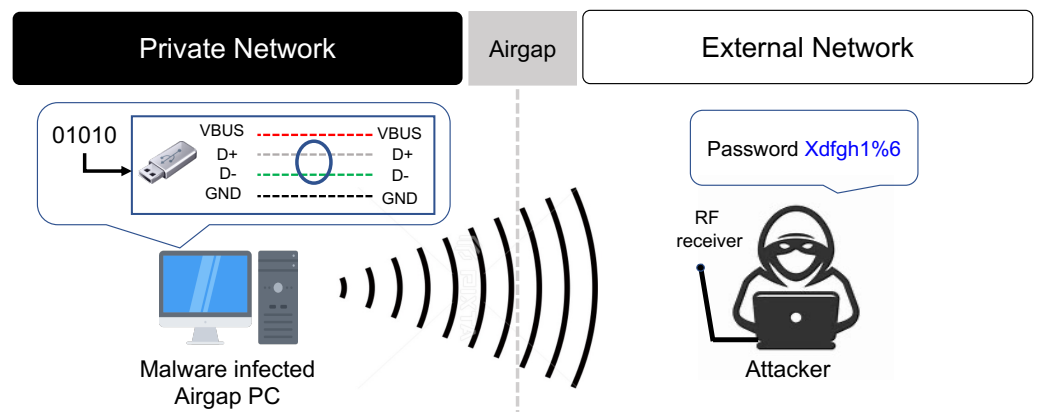 Private Network
Airgap
External Network
01010
VBUS VBUS
D+ D+
D- D-
GND GND
Password Xdfgh1%6
RF
receiver
Malware infected
Airgap PC
Attacker